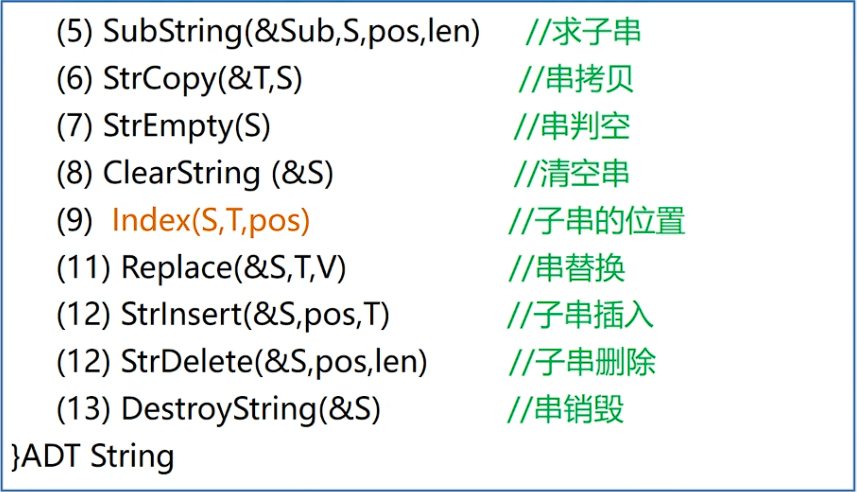 (5) SubString(&Sub,S,pos,len) //求子串
(6) StrCopy(&T,S) //串拷贝
(7) StrEmpty(S) //串判空
(8) ClearString (&S) //清空串
(9) Index(S,T,pos) //子串的位置
(11) Replace(&S,T,V) //串替换
(12) StrInsert(&S,pos,T) //子串插入
(12) StrDelete(&S,pos,len) //子串删除
(13) DestroyString(&S) //串销毁
}ADT String